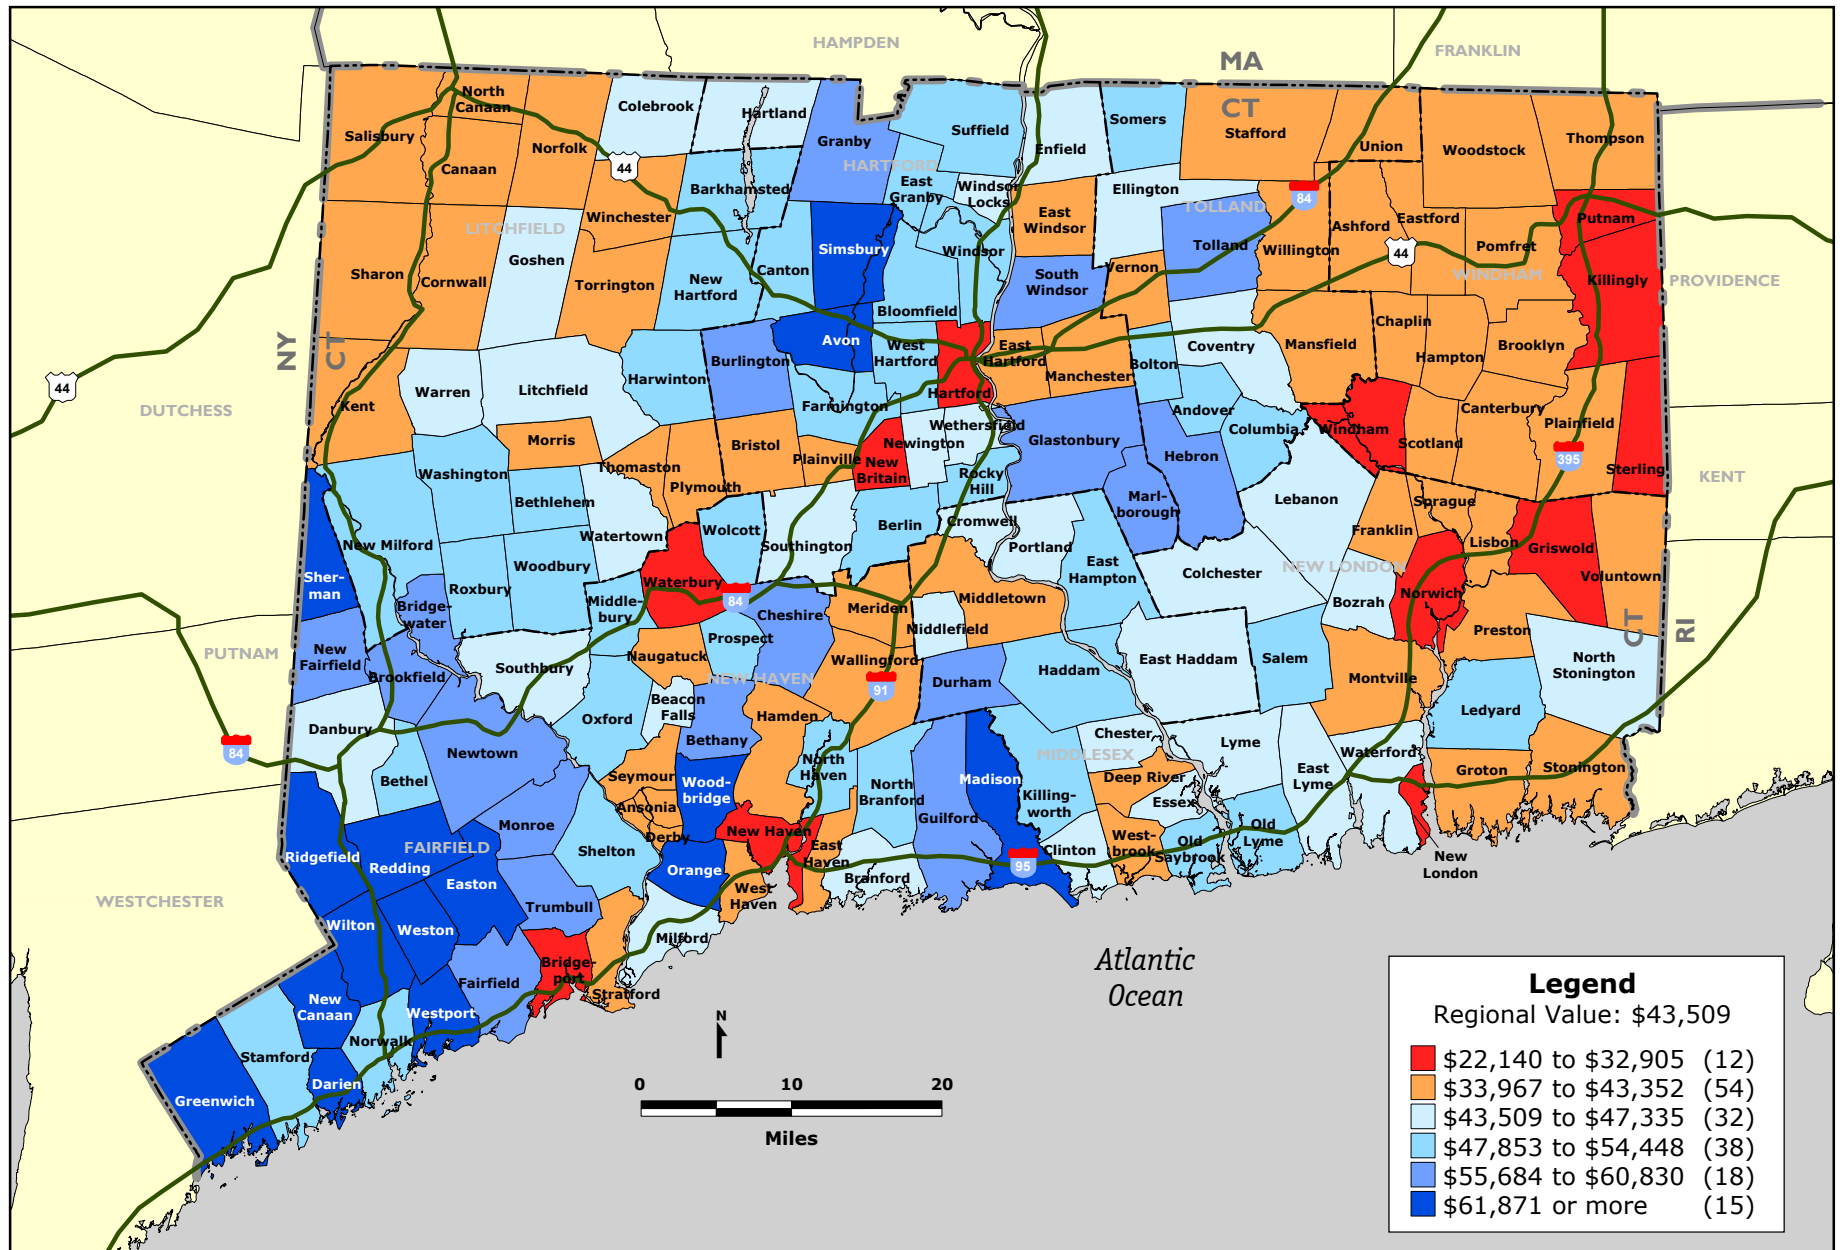 HAMPDEN
MA
FRANKLIN
CT
North
Canaan
Colebrook
Hartland
Salisbury
Norfolk
Canaan
44
Granby
HARTFORD
Suffield
Enfield
Somers
Stafford
Union
Woodstock
Thompson
Barkhamsted
East
Granby
Windsor
Locks
Ellington
84
Winchester
LITCHFIELD
East
Windsor
TOLLAND
Ashford
Eastford
Putnam
Goshen
Simsbury
Windsor
Tolland
Willington
44
Pomfret
Sharon
Cornwall
Torrington
New
Hartford
Canton
South
Windsor
Vernon
WINDHAM
Killingly
PROVIDENCE
Bloomfield
NY
CT
Avon
West
Hartford
East
Hartford
Coventry
Mansfield
Chaplin
Hampton
Brooklyn
44
DUTCHESS
Warren
Litchfield
Harwinton
Burlington
Hartford
Manchester
Bolton
Kent
Farmington
Wethersfield
Andover
Canterbury
Plainfield
Morris
Bristol
Newington
Glastonbury
Columbia
Windham
Scotland
Washington
Thomaston
Plainville
New
Britain
Hebron
395
Sterling
KENT
Plymouth
Rocky
Hill
Bethlehem
Marl-
borough
Lebanon
Sprague
Watertown
Wolcott
Berlin
Cromwell
Franklin
New Milford
Southington
Portland
Lisbon
Griswold
Sher-
man
Woodbury
East
Hampton
Colchester
NEW LONDON
Voluntown
Roxbury
Waterbury
84
Norwich
Bridge-
water
Middle-
bury
Cheshire
Meriden
Middletown
Bozrah
Prospect
Middlefield
Preston
CT
RI
PUTNAM
New
Fairfield
Naugatuck
Wallingford
Southbury
Haddam
East Haddam
Salem
North
Stonington
Brookfield
NEW HAVEN
91
Durham
Montville
Beacon
Falls
Oxford
Hamden
Ledyard
Danbury
Bethany
Chester
Lyme
84
Newtown
MIDDLESEX
Waterford
Bethel
Seymour
Wood-
bridge
North
Haven
North
Branford
Madison
Deep River
East
Lyme
Groton
Stonington
Ansonia
Killing-
worth
Essex
Monroe
Derby
New Haven
Guilford
Old
Lyme
FAIRFIELD
Shelton
East
Haven
West-
brook
Old
Saybrook
Ridgefield
Redding
Orange
95
Clinton
New
London
Easton
Branford
WESTCHESTER
West
Haven
Trumbull
Wilton
Weston
Milford
Bridge-
port
Fairfield
Stratford
New
Canaan
Westport
Norwalk
Stamford
Darien
Greenwich
Atlantic
Ocean
N
0 10 20
Miles
Legend
Regional Value: $43,509
$22,140 to $32,905 (12)
$33,967 to $43,352 (54)
$43,509 to $47,335 (32)
$47,853 to $54,448 (38)
$55,684 to $60,830 (18)
$61,871 or more (15)